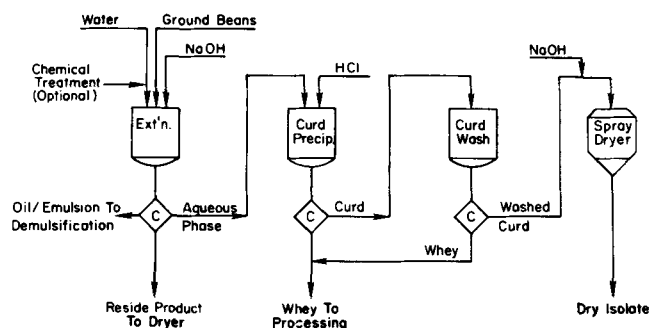 Water
Ground Beans
NaOH
Chemical
Treatment
(Optional)
Ext'n.
HCl
Curd
Precip.
Curd
Wash
NaOH
Spray
Dryer
Oil/Emulsion To
Demulsification
C
Aqueous
Phase
C
Curd
C
Washed
Curd
Whey
Reside Product
To Dryer
Whey To
Processing
Dry Isolate